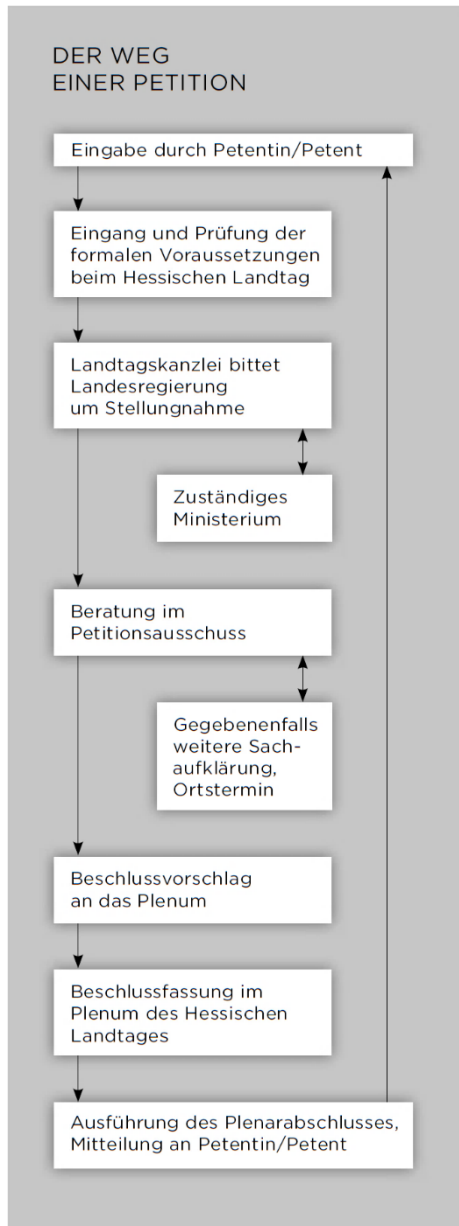 DER WEG
EINER PETITION
Eingabe durch Petentin/Petent
Eingang und Prüfung der
formalen Voraussetzungen
beim Hessischen Landtag
Landtagskanzlei bittet
Landesregierung
um Stellungnahme
Zuständiges
Ministerium
Beratung im
Petitionsausschuss
Gegebenenfalls
weitere Sach-
aufklärung,
Ortstermin
Beschlussvorschlag
an das Plenum
Beschlussfassung im
Plenum des Hessischen
Landtages
Ausführung des Plenarabschlusses,
Mitteilung an Petentin/Petent